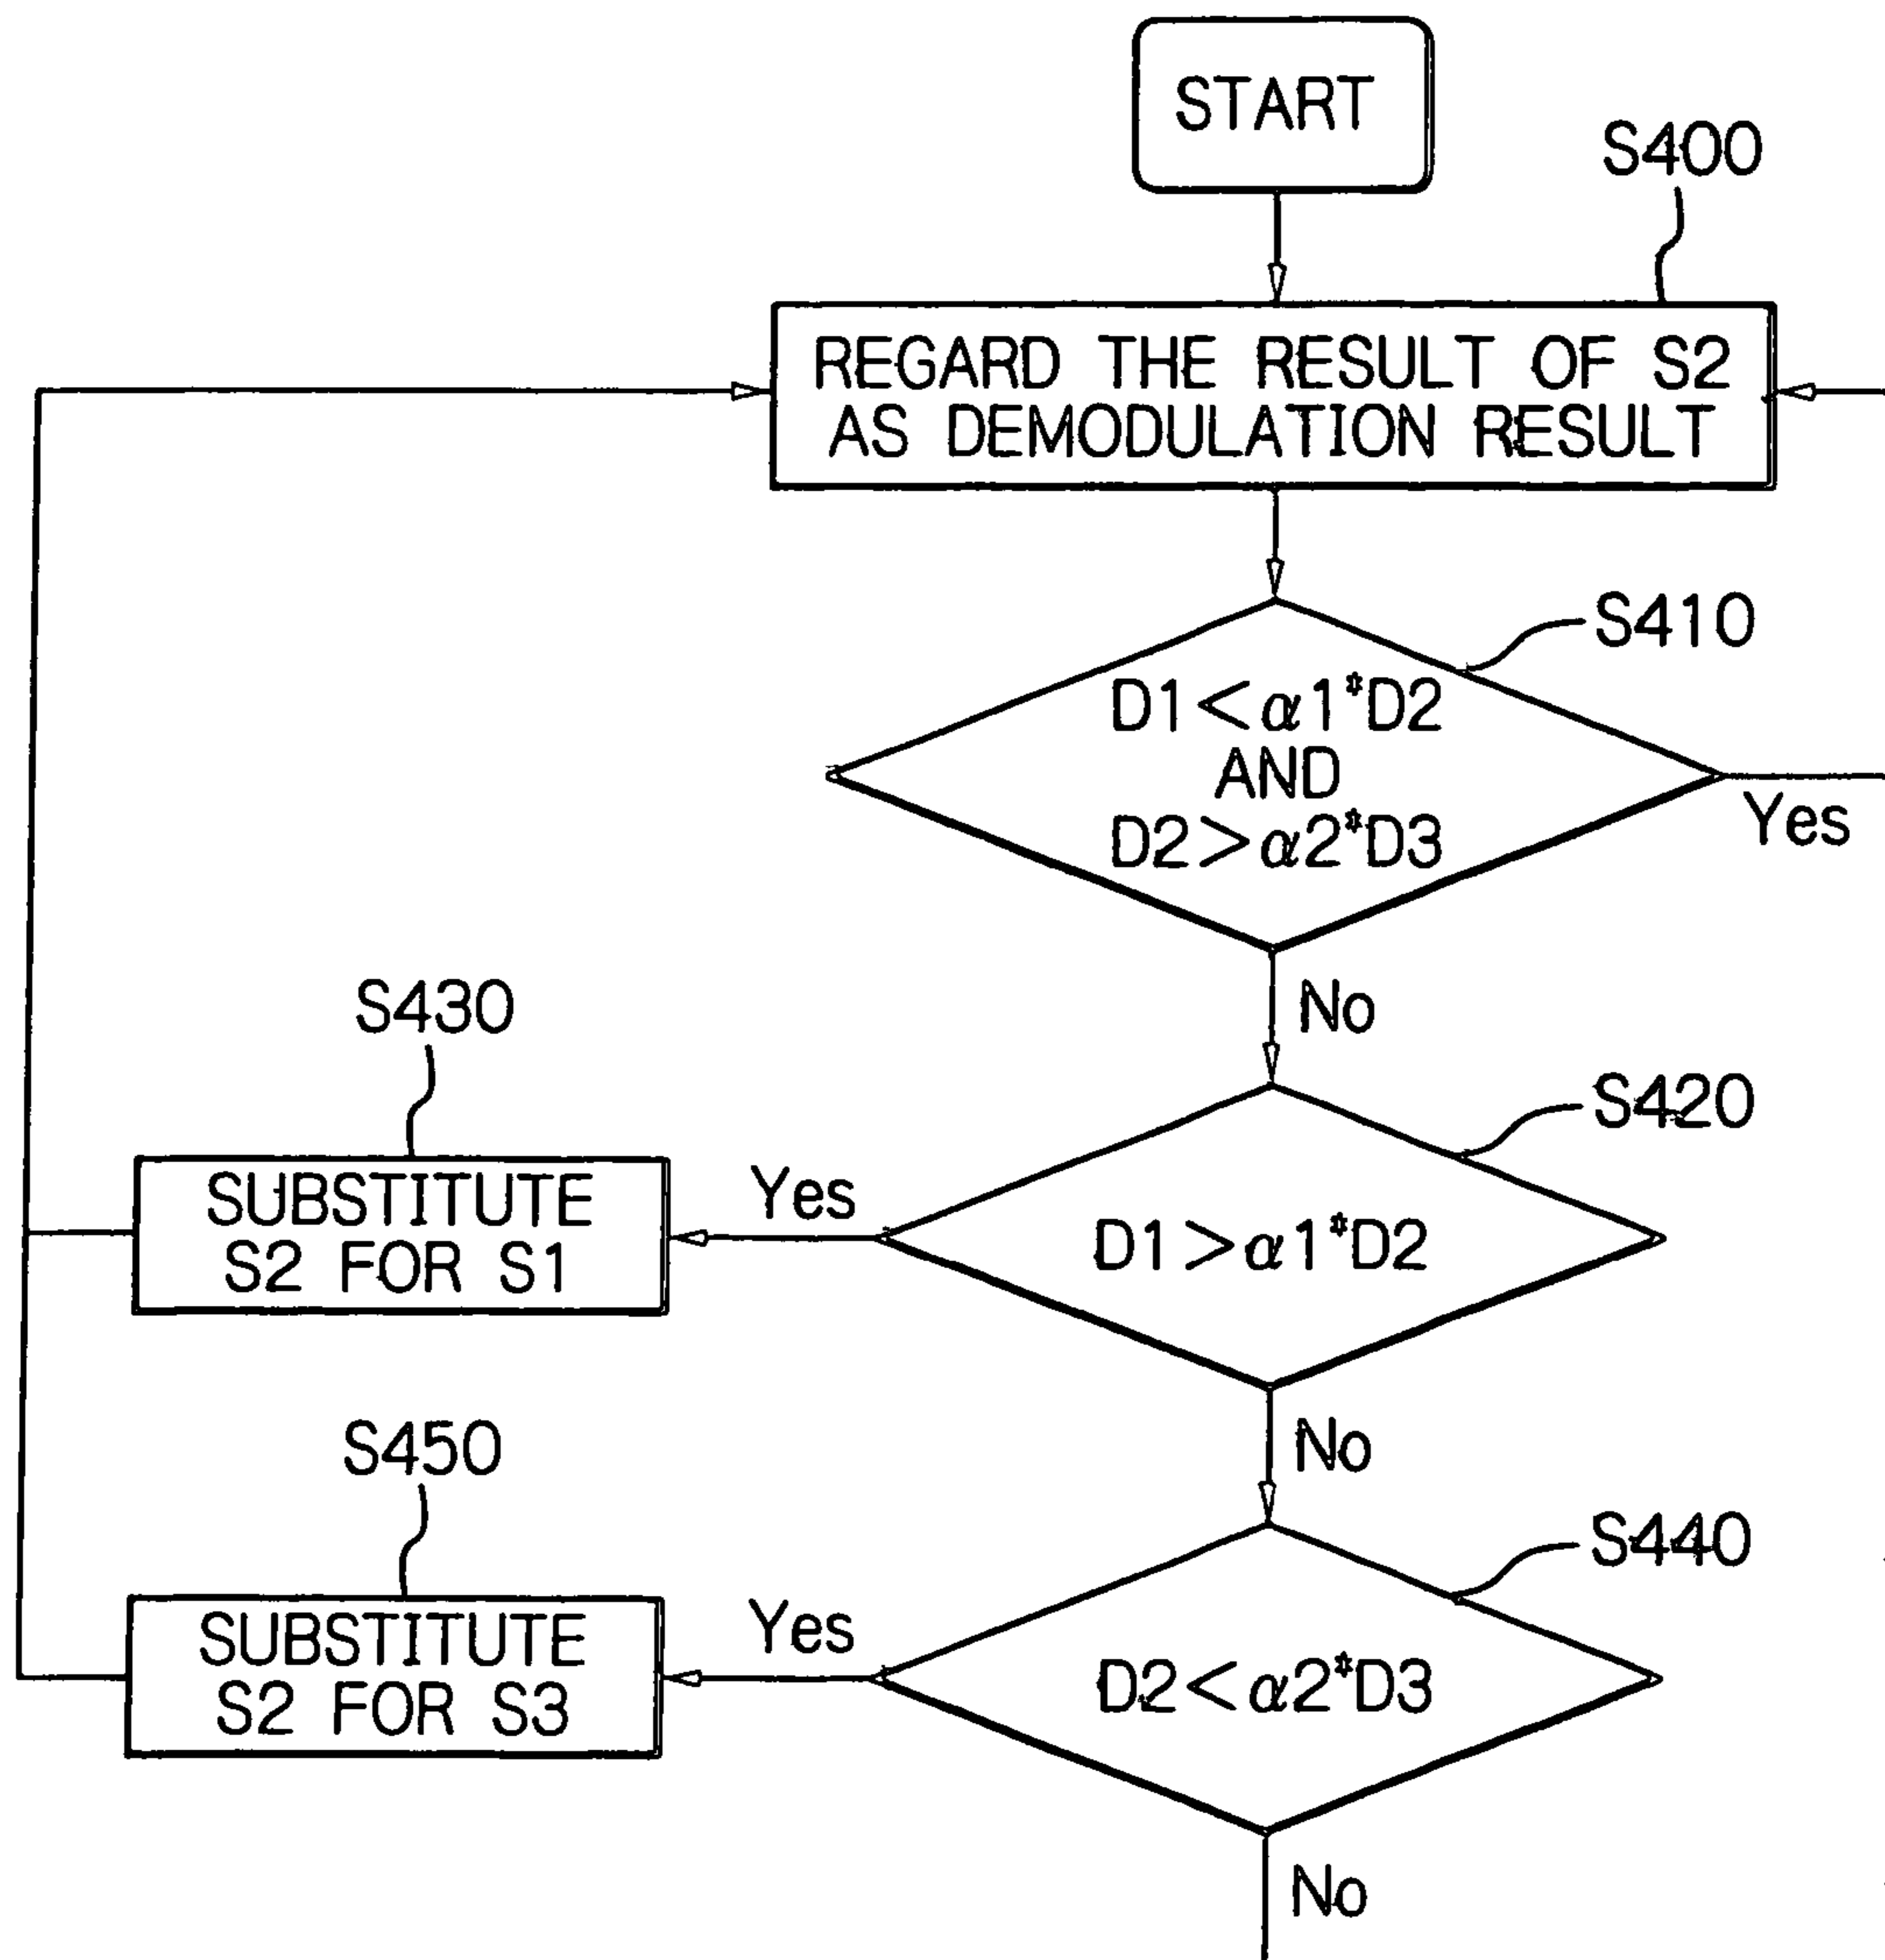 START
S400
REGARD THE RESULT OF S2
AS DEMODULATION RESULT
S410
D1<α1*D2
AND
D2>α2*D3
Yes
No
S430
S420
SUBSTITUTE
S2 FOR S1
Yes
D1>α1*D2
No
S450
S440
SUBSTITUTE
S2 FOR S3
Yes
D2<α2*D3
No